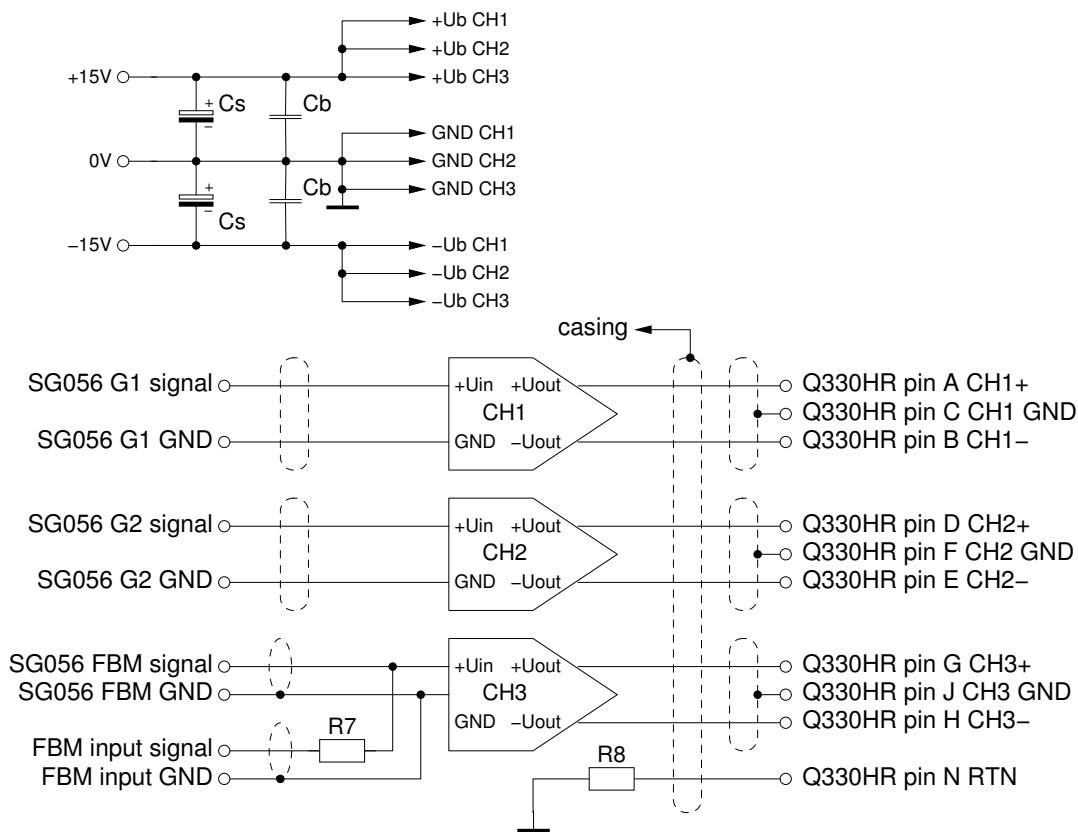 +Ub CH1
+Ub CH2
+15V
+Ub CH3
+
Cs
Cb
−
GND CH1
0V
GND CH2
+
Cb
GND CH3
−
Cs
−15V
−Ub CH1
−Ub CH2
−Ub CH3
casing
SG056 G1 signal
+Uin +Uout
Q330HR pin A CH1+
CH1
Q330HR pin C CH1 GND
SG056 G1 GND
GND −Uout
Q330HR pin B CH1−
SG056 G2 signal
+Uin +Uout
Q330HR pin D CH2+
CH2
Q330HR pin F CH2 GND
SG056 G2 GND
GND −Uout
Q330HR pin E CH2−
SG056 FBM signal
+Uin +Uout
Q330HR pin G CH3+
SG056 FBM GND
CH3
Q330HR pin J CH3 GND
GND −Uout
Q330HR pin H CH3−
R7
FBM input signal
R8
FBM input GND
Q330HR pin N RTN